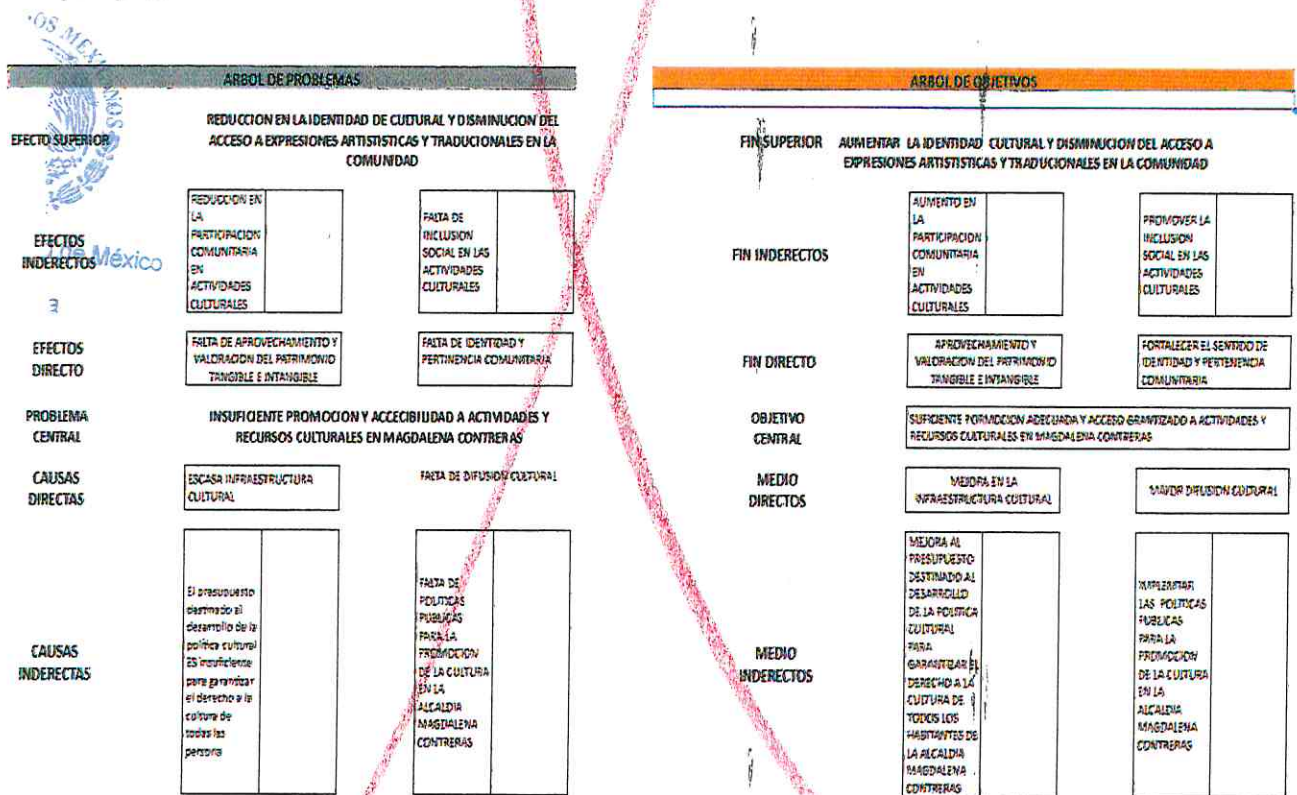 OS MEXICANOS
ARBOL DE PROBLEMAS
EFECTO SUPERIOR
REDUCCION EN LA IDENTIDAD DE CULTURAL Y DISMINUCION DEL
ACCESO A EXPRESIONES ARTISTISTICAS Y TRADUCIONALES EN LA
COMUNIDAD
EFECTOS
INDERECTOS
de México
REDUCCION EN
LA
PARTICIPACION
COMUNITARIA
EN
ACTIVIDADES
CULTURALES
FALTA DE
INCLUSION
SOCIAL EN LAS
ACTIVIDADES
CULTURALES
EFECTOS
DIRECTO
FALTA DE APROVECHAMIENTO Y
VALORACION DEL PATRIMONIO
TANGIBLE E INTANGIBLE
FALTA DE IDENTIDAD Y
PERTINENCIA COMUNITARIA
PROBLEMA
CENTRAL
INSUFICIENTE PROMOCION Y ACCECIBILIDAD A ACTIVIDADES Y
RECURSOS CULTURALES EN MAGDALENA CONTRERAS
CAUSAS
DIRECTAS
ESCASA INFRAESTRUCTURA
CULTURAL
FALTA DE DIFUSION CULTURAL
CAUSAS
INDERECTAS
El presupuesto
destinado al
desarrollo de la
política cultural
ES insuficiente
para garantizar
el derecho a la
cultura de
todas las
persona
FALTA DE
POLITICAS
PUBLICAS
PARA LA
PROMOCION
DE LA CULTURA
EN LA
ALCALDIA
MAGDALENA
CONTRERAS
ARBOL DE OBJETIVOS
FIN SUPERIOR
AUMENTAR LA IDENTIDAD CULTURAL Y DISMINUCION DEL ACCESO A
EXPRESIONES ARTISTISTICAS Y TRADUCIONALES EN LA COMUNIDAD
FIN INDERECTOS
AUMENTO EN
LA
PARTICIPACION
COMUNITARIA
EN
ACTIVIDADES
CULTURALES
PROMOVER LA
INCLUSION
SOCIAL EN LAS
ACTIVIDADES
CULTURALES
FIN DIRECTO
APROVECHAMIENTO Y
VALORACION DEL PATRIMONIO
TANGIBLE E INTANGIBLE
FORTALECER EL SENTIDO DE
IDENTIDAD Y PERTENENCIA
COMUNITARIA
OBJETIVO
CENTRAL
SUFICIENTE PORMOCION ADECUADA Y ACCESO GRANTIZADO A ACTIVIDADES Y
RECURSOS CULTURALES EN MAGDALENA CONTRERAS
MEDIO
DIRECTOS
MEJORA EN LA
INFRAESTRUCTURA CULTURAL
MAYOR DIFUSION CULTURAL
MEDIO
INDERECTOS
MEJORA AL
PRESUPUESTO
DESTINADO AL
DESARROLLO
DE LA POLITICA
CULTURAL
PARA
GARANTIZAR EL
DERECHO A LA
CULTURA DE
TODOS LOS
HABITANTES DE
LA ALCALDIA
MAGDALENA
CONTRERAS
LAS POLITICAS
PUBLICAS
PARA LA
PROMOCION
DE LA CULTURA
EN LA
ALCALDIA
MAGDALENA
CONTRERAS